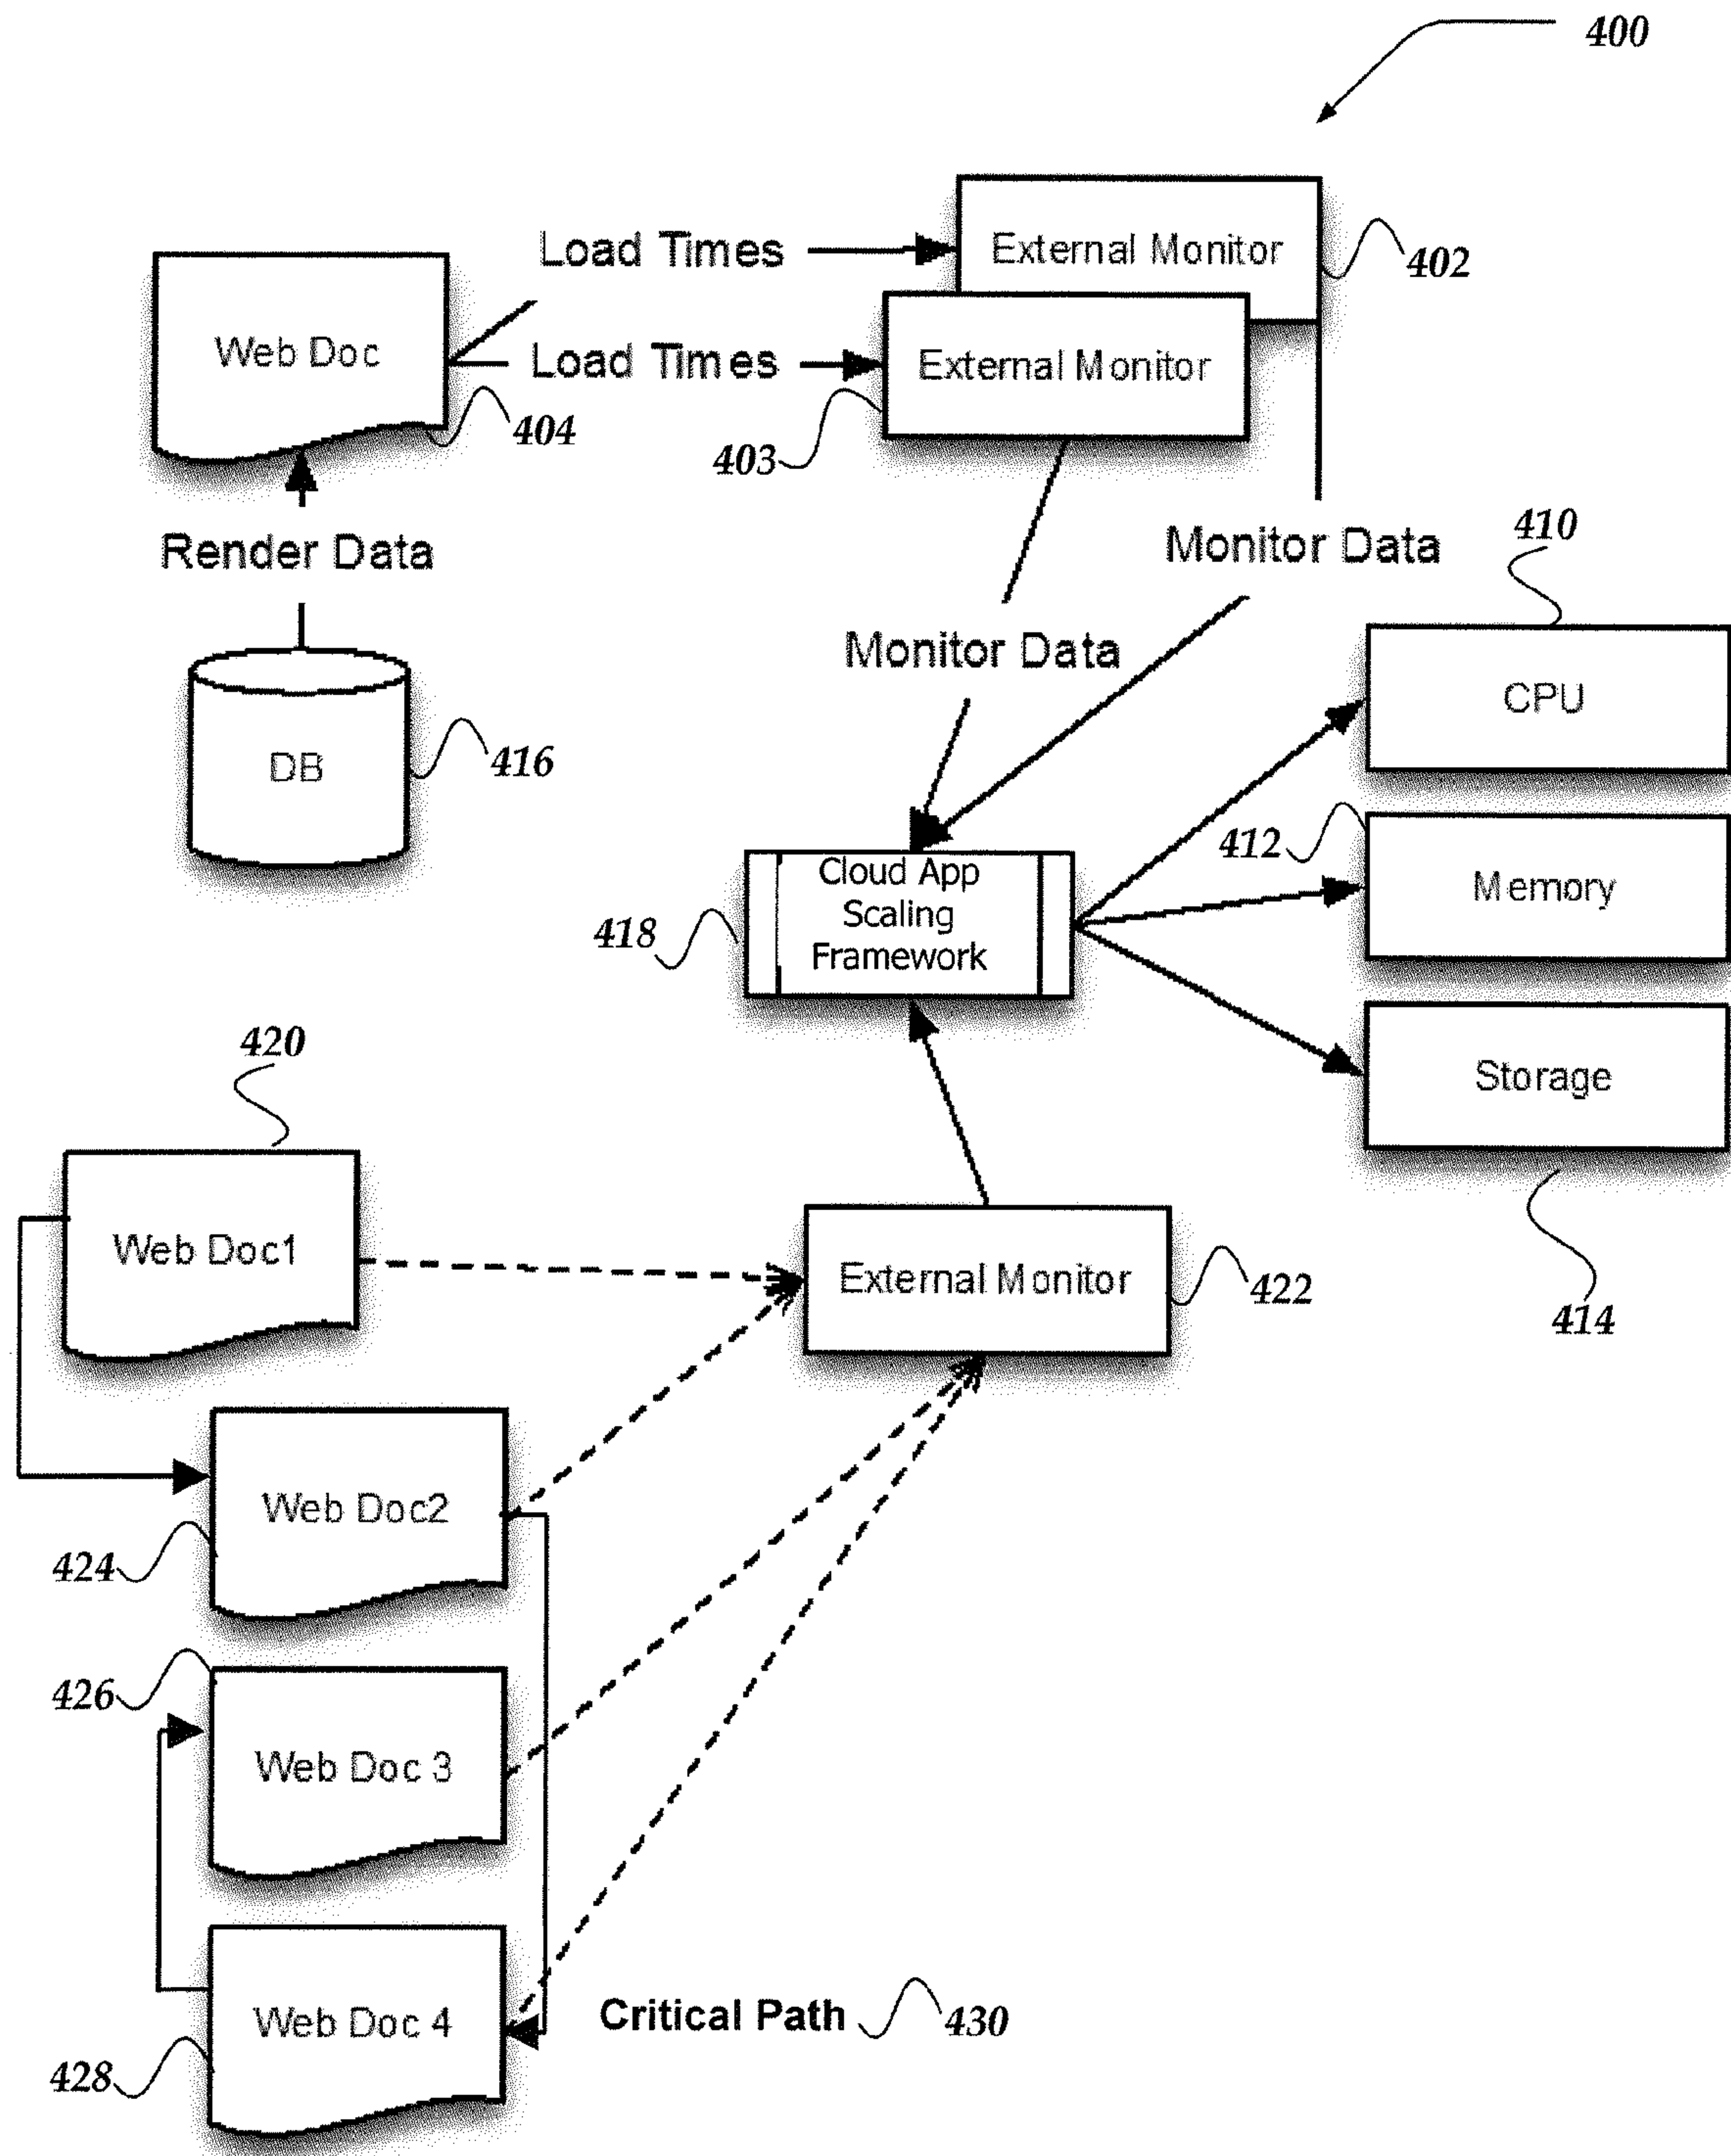 400
Load Times
External Monitor
402
Web Doc
Load Times
External Monitor
404
403
Render Data
Monitor Data
410
Monitor Data
CPU
DB
416
412
Memory
Cloud App
Scaling
Framework
418
Storage
420
Web Doc1
External Monitor
422
414
Web Doc2
424
426
Web Doc 3
Web Doc 4
Critical Path
430
428